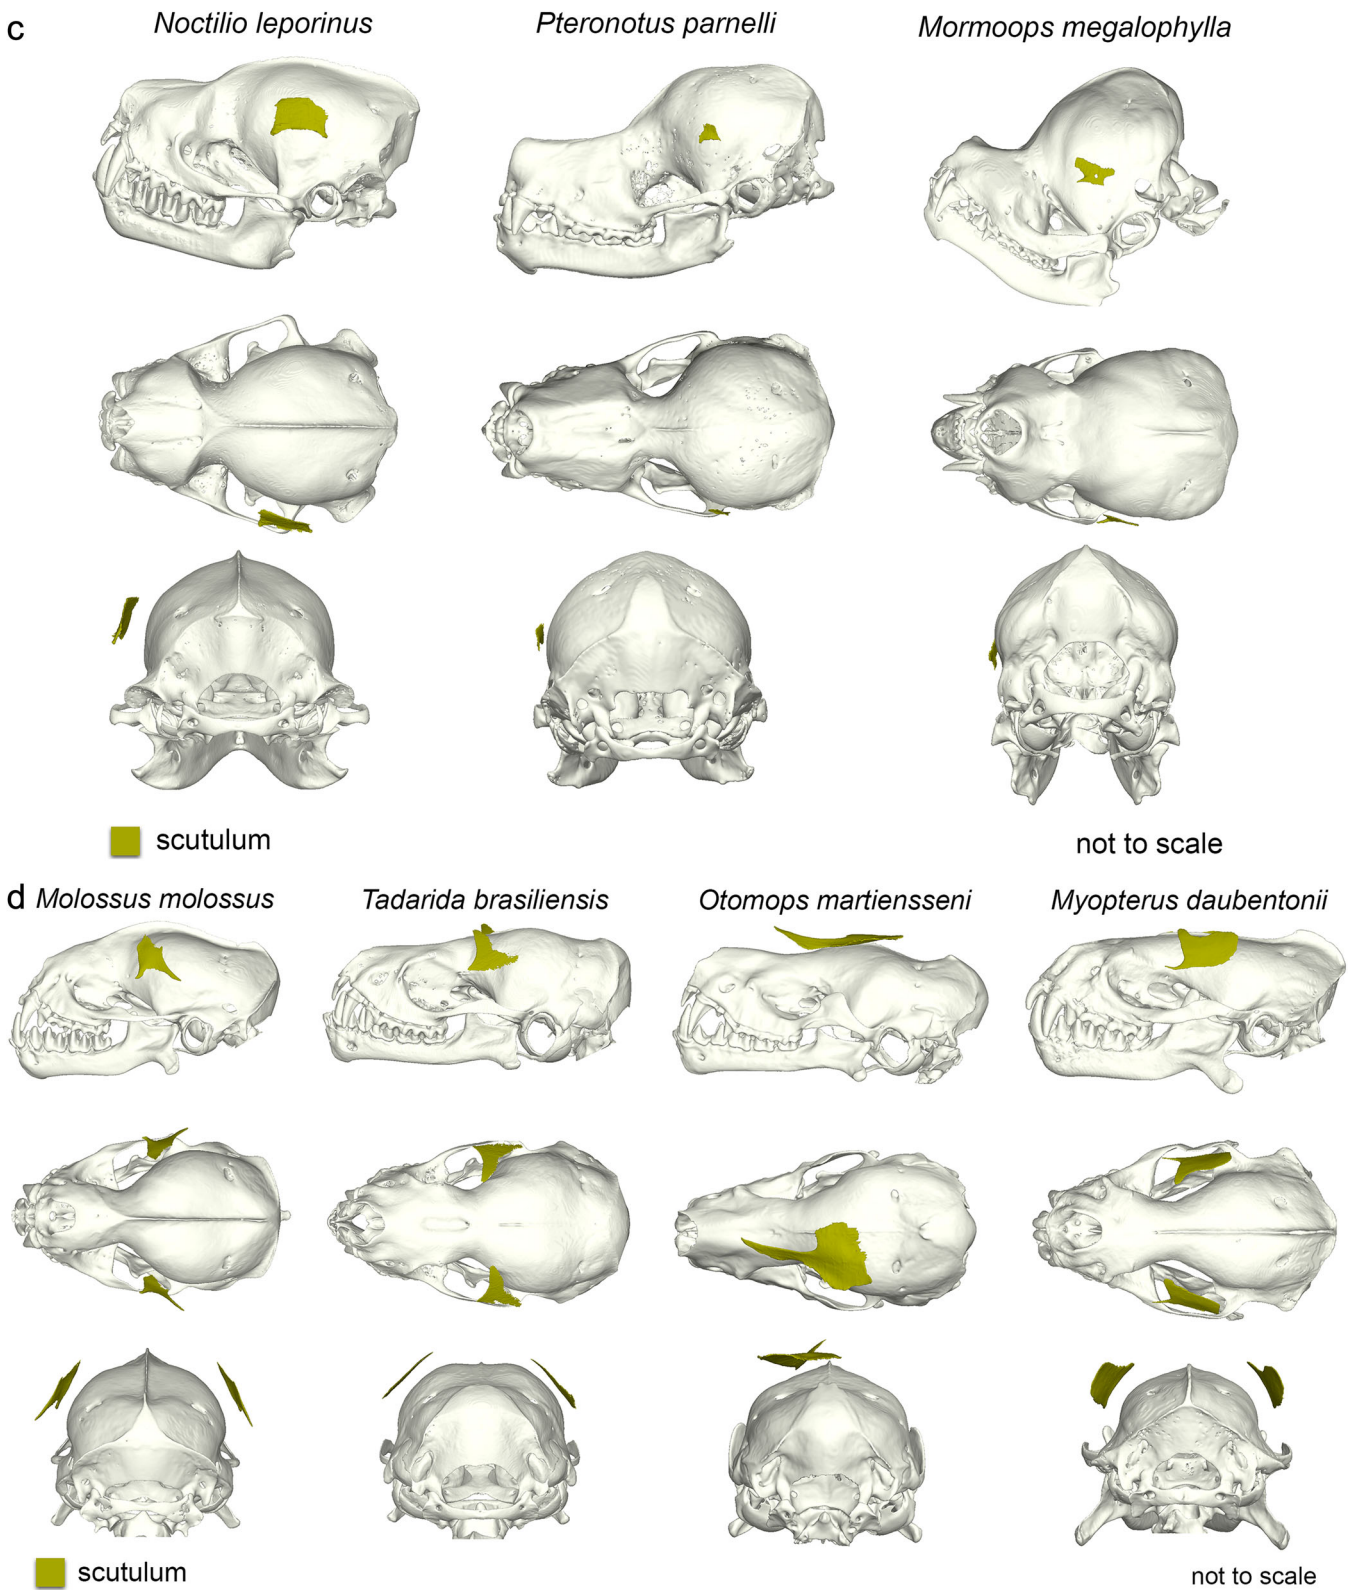 c
Noctilio leporinus
Pteronotus parnelli
Mormoops megalophylla
scutulum
not to scale
d
Molossus molossus
Tadarida brasiliensis
Otomops martiensseni
Myopterus daubentonii
scutulum
not to scale